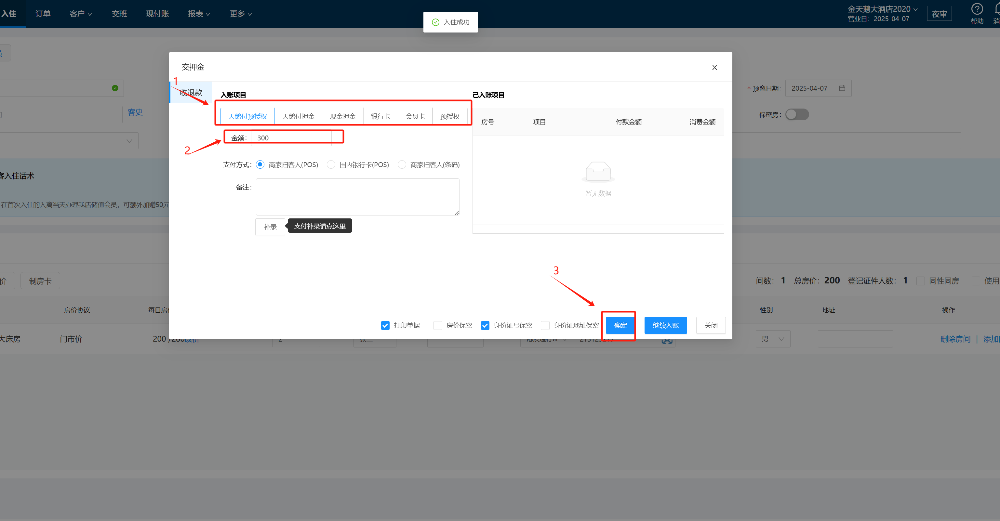 入住 订单 客户 交班 现付账 报表 更多
入住成功
金天鹅大酒店2020
营业日：2025-04-07
夜审
帮助
交押金
X
1
收退款
入账项目
已入账项目
天鹅付预授权 天鹅付押金 现金押金 银行卡 会员卡 预授权
房号 项目 付款金额 消费金额
金额： 300
2
支付方式： 商家扫客人(POS) 国内银行卡(POS) 商家扫客人(条码)
备注：
暂无数据
补录 支付补录请点这里
3
打印单据 房价保密 身份证号保密 身份证地址保密 确定 继续入账 关闭
* 预离日期： 2025-04-07
客史
保密房：
客入住话术
在首次入住的入离当天办理我店储值会员，可额外加赠50元
价 制房卡
间数： 1 总房价： 200 登记证件人数： 1 同性同房 使用
房价协议 每日房价 性别 地址 操作
大床房 门市价 200 /200改价 2 张三 港澳通行证 男 删除房间 | 添加